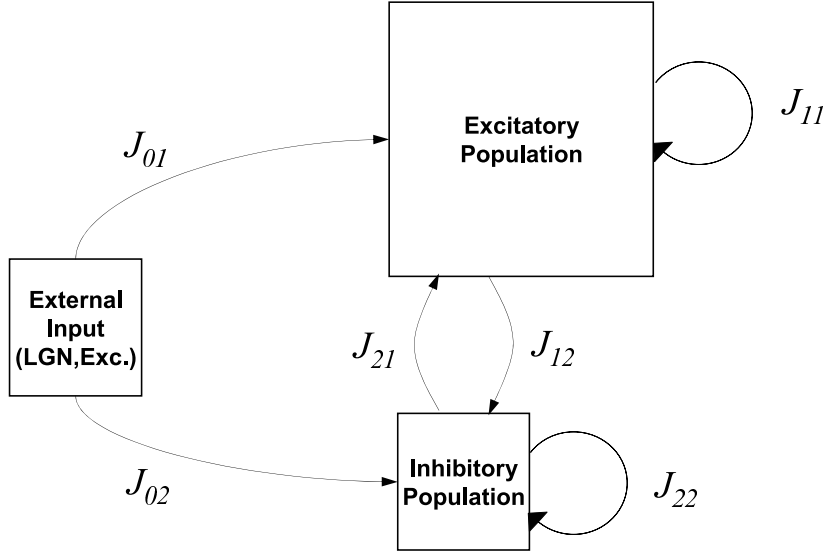 Excitatory
Population
J11
J01
External
Input
(LGN,Exc.)
J21
J12
J02
Inhibitory
Population
J22